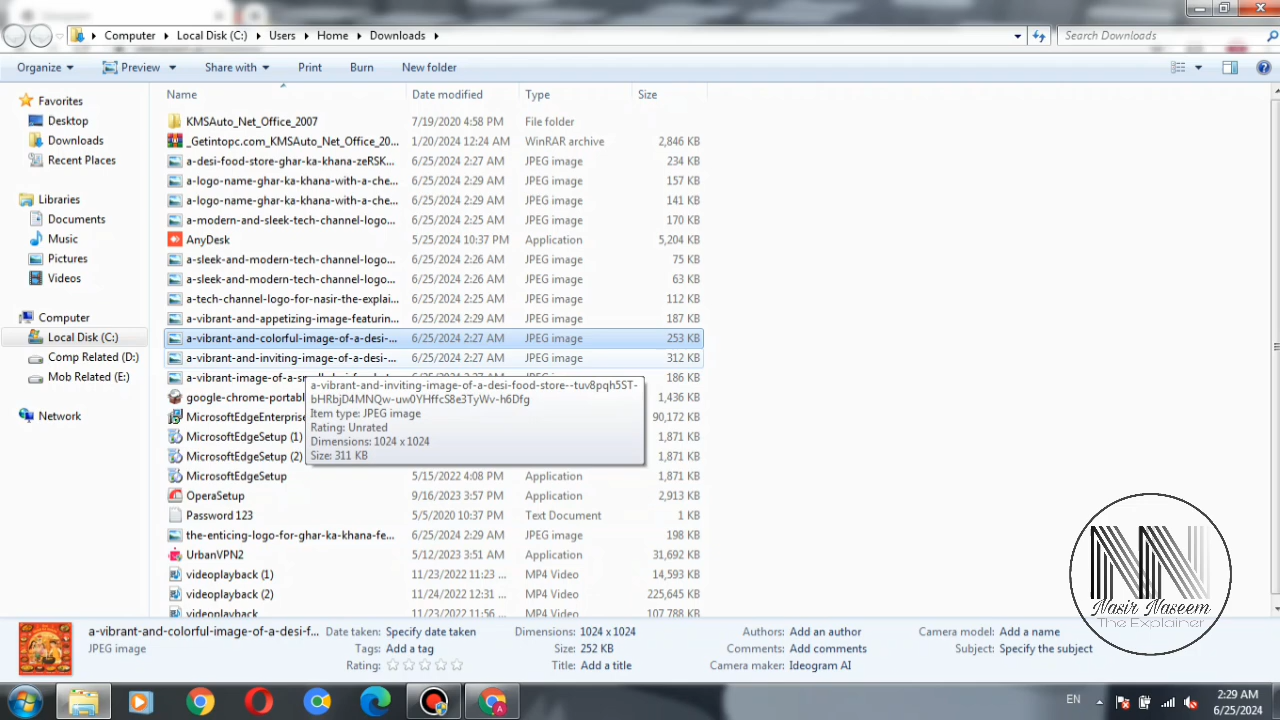 Computer Local Disk (C:) Users Home Downloads
Search Downloads
Organize Preview Share with Print Burn New folder
Name Date modified Type Size
Favorites
Desktop
Downloads
Recent Places
Libraries
Documents
Music
Pictures
Videos
Computer
Local Disk (C:)
Comp Related (D:)
Mob Related (E:)
Network
KMSAuto_Net_Office_2007 7/19/2020 4:58 PM File folder
_Getintopc.com_KMSAuto_Net_Office_20... 1/20/2024 12:24 AM WinRAR archive 2,846 KB
a-desi-food-store-ghar-ka-khana-zeRSK... 6/25/2024 2:27 AM JPEG image 234 KB
a-logo-name-ghar-ka-khana-with-a-che... 6/25/2024 2:29 AM JPEG image 157 KB
a-logo-name-ghar-ka-khana-with-a-che... 6/25/2024 2:29 AM JPEG image 141 KB
a-modern-and-sleek-tech-channel-logo... 6/25/2024 2:25 AM JPEG image 170 KB
AnyDesk 5/25/2024 10:37 PM Application 5,204 KB
a-sleek-and-modern-tech-channel-logo... 6/25/2024 2:26 AM JPEG image 75 KB
a-sleek-and-modern-tech-channel-logo... 6/25/2024 2:26 AM JPEG image 63 KB
a-tech-channel-logo-for-nasir-the-explai... 6/25/2024 2:25 AM JPEG image 112 KB
a-vibrant-and-appetizing-image-featurin... 6/25/2024 2:29 AM JPEG image 187 KB
a-vibrant-and-colorful-image-of-a-desi-... 6/25/2024 2:27 AM JPEG image 253 KB
a-vibrant-and-inviting-image-of-a-desi-... 6/25/2024 2:27 AM JPEG image 312 KB
186 KB
google-chrome-portabl 1,436 KB
MicrosoftEdgeEnterprise 90,172 KB
MicrosoftEdgeSetup (1) 1,871 KB
MicrosoftEdgeSetup (2) 1,871 KB
MicrosoftEdgeSetup 5/15/2022 4:08 PM Application 1,871 KB
OperaSetup 9/16/2023 3:57 PM Application 2,913 KB
Password 123 5/5/2020 10:37 PM Text Document 1 KB
the-enticing-logo-for-ghar-ka-khana-fe... 6/25/2024 2:29 AM JPEG image 198 KB
UrbanVPN2 5/12/2023 3:51 AM Application 31,692 KB
videoplayback (1) 11/23/2022 11:23 ... MP4 Video 14,593 KB
videoplayback (2) 11/24/2022 12:31 ... MP4 Video 225,645 KB
videoplayback 11/23/2022 11:56 ... MP4 Video 107,788 KB
a-vibrant-and-inviting-image-of-a-desi-food-store--tuv8pqh5ST-
bHRbjD4MNQw-uw0YHffcS8e3TyWv-h6Dfg
Item type: JPEG image
Rating: Unrated
Dimensions: 1024 x 1024
Size: 311 KB
NN
Nasir Naseem
The Explainer
a-vibrant-and-colorful-image-of-a-desi-f... Date taken: Specify date taken Dimensions: 1024 x 1024 Authors: Add an author Camera model: Add a name
JPEG image Tags: Add a tag Size: 252 KB Comments: Add comments Subject: Specify the subject
Rating: Title: Add a title Camera maker: Ideogram AI
EN
2:29 AM
6/25/2024